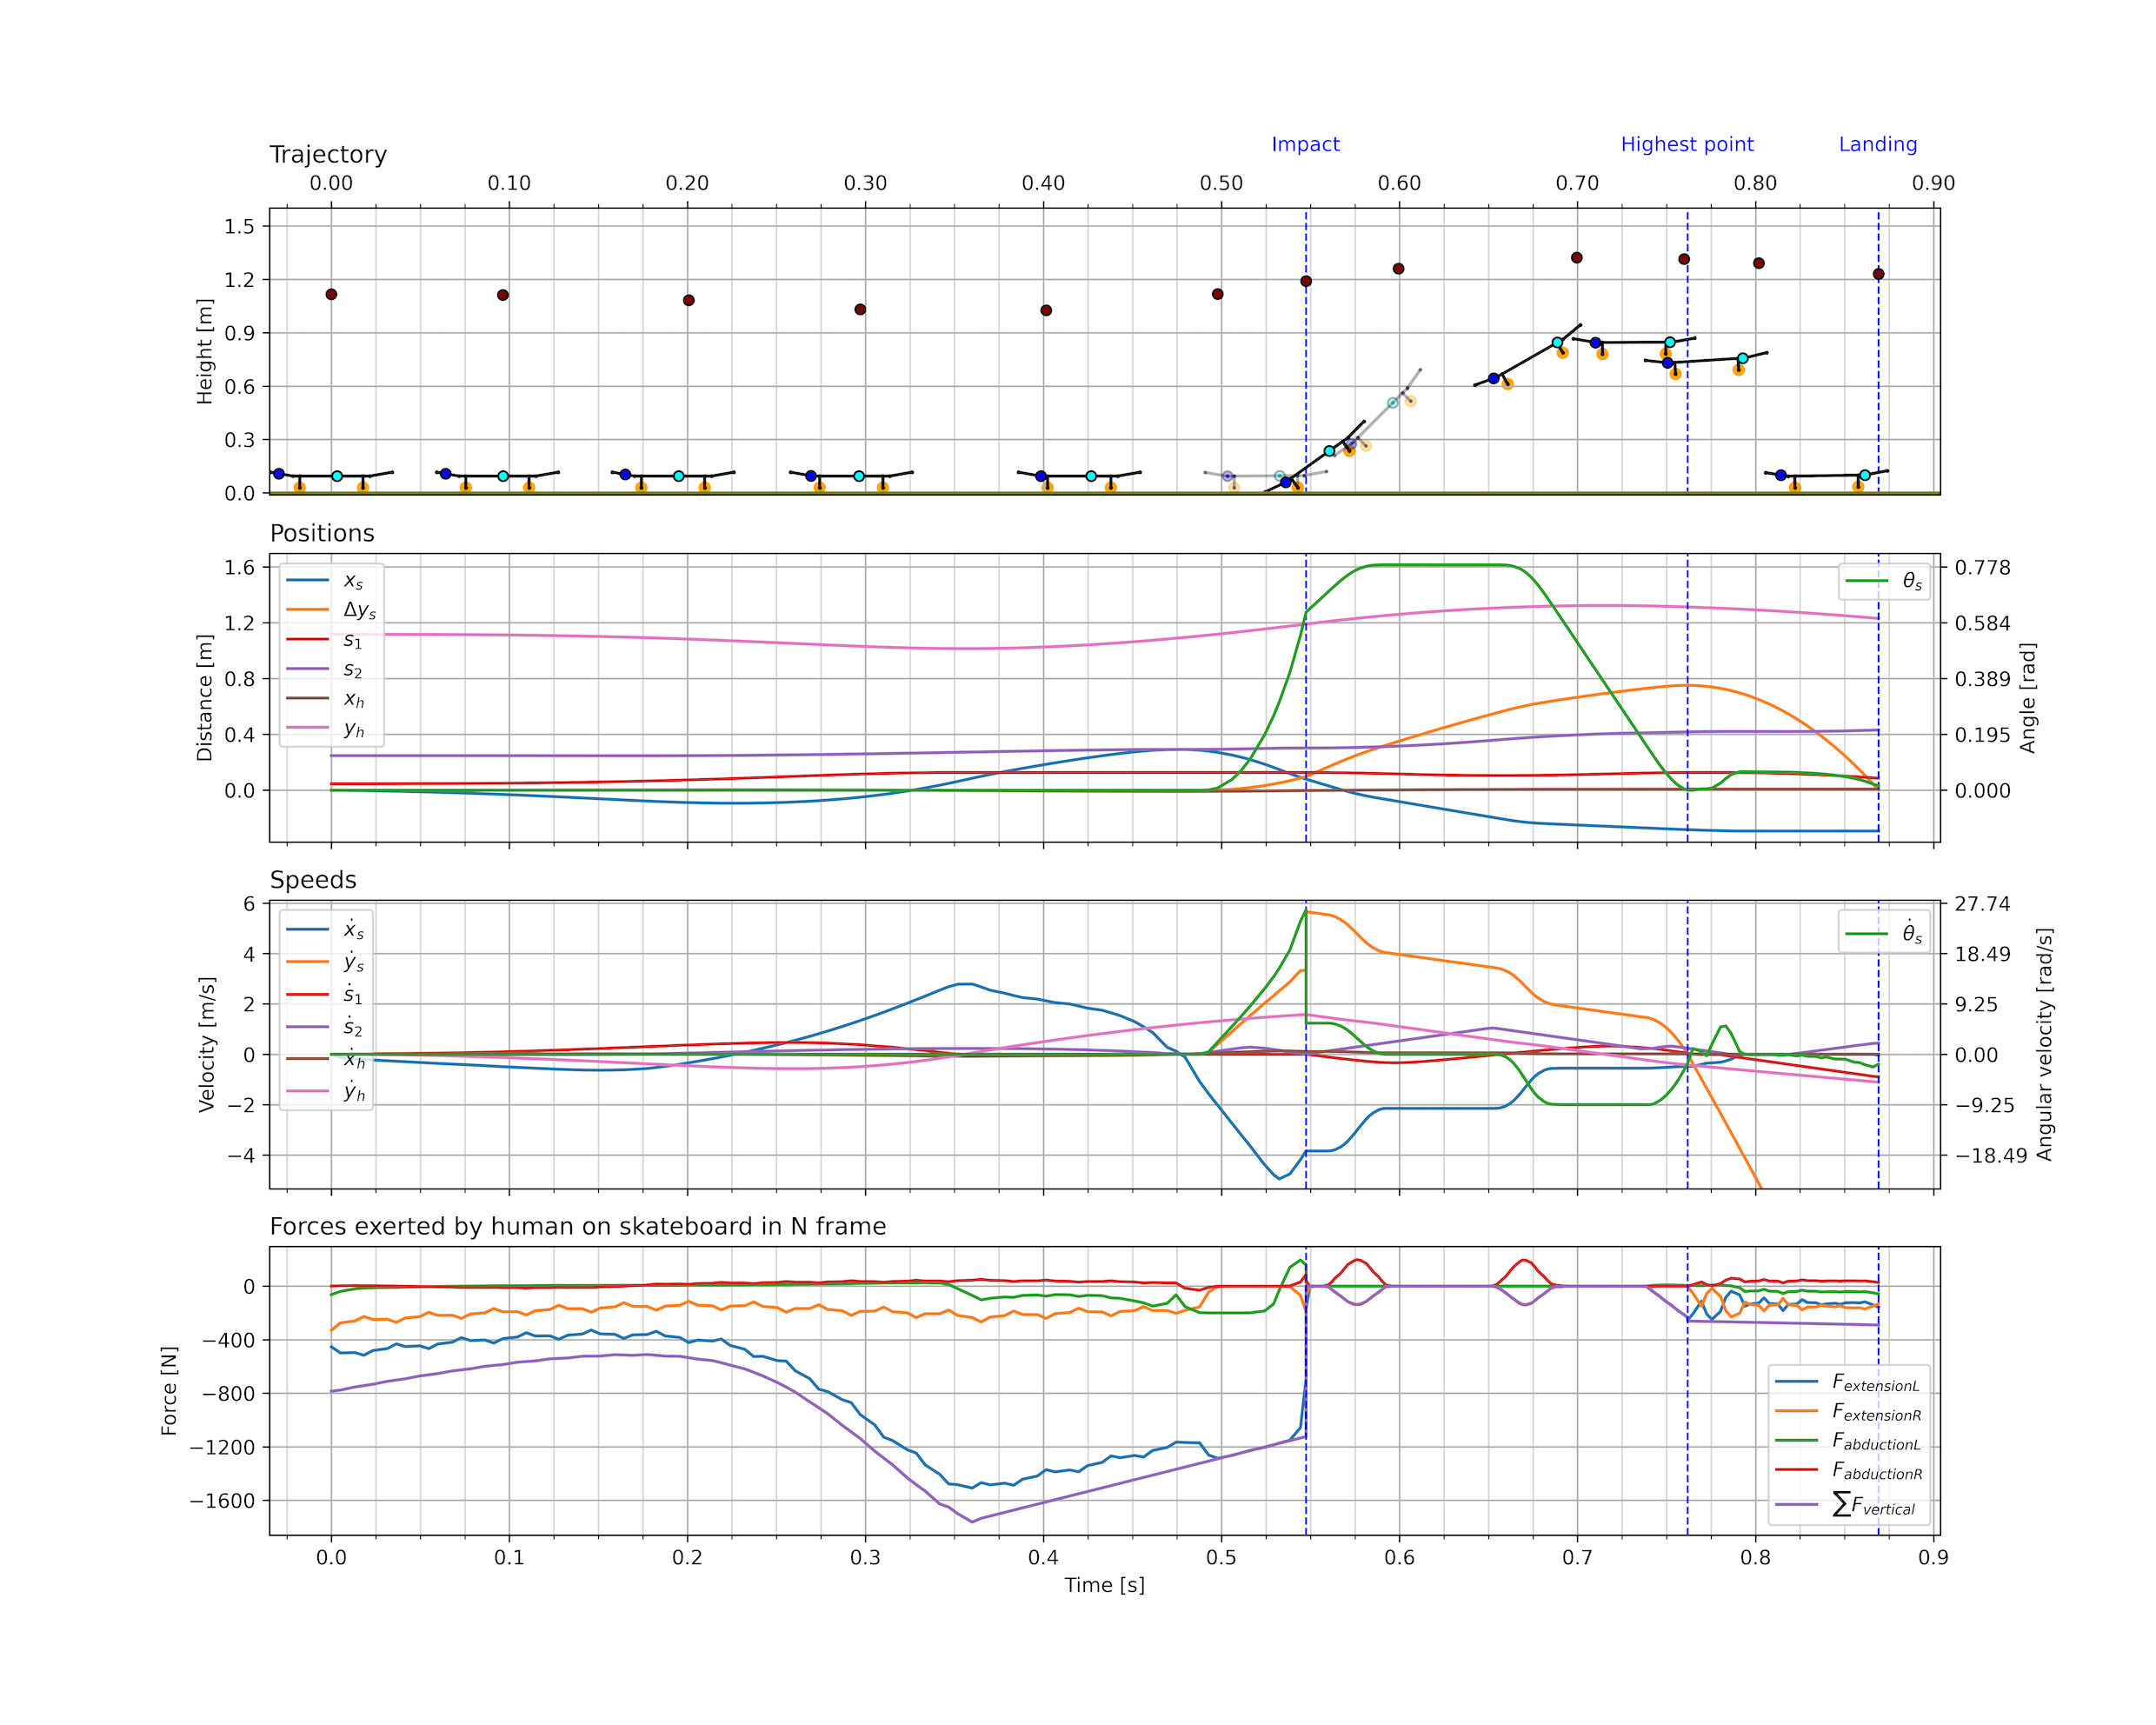 Impact Highest point Landing
Trajectory
0.00 0.10 0.20 0.30 0.40 0.50 0.60 0.70 0.80 0.90
1.5
1.2
0.9
0.6
0.3
0.0
Height [m]
Positions
1.6
1.2
0.8
0.4
0.0
Distance [m]
x_s
Δy_s
s_1
s_2
x_h
y_h
θ_s
0.778
0.584
0.389
0.195
0.000
Angle [rad]
Speeds
6
4
2
0
−2
−4
Velocity [m/s]
ẋ_s
ẏ_s
ṡ_1
ṡ_2
ẋ_h
ẏ_h
θ̇_s
27.74
18.49
9.25
0.00
−9.25
−18.49
Angular velocity [rad/s]
Forces exerted by human on skateboard in N frame
0
−400
−800
−1200
−1600
Force [N]
F_extensionL
F_extensionR
F_abductionL
F_abductionR
∑F_vertical
0.0 0.1 0.2 0.3 0.4 0.5 0.6 0.7 0.8 0.9
Time [s]